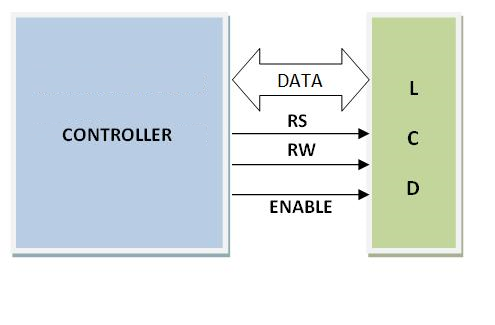 DATA
RS
CONTROLLER
RW
ENABLE
L
C
D